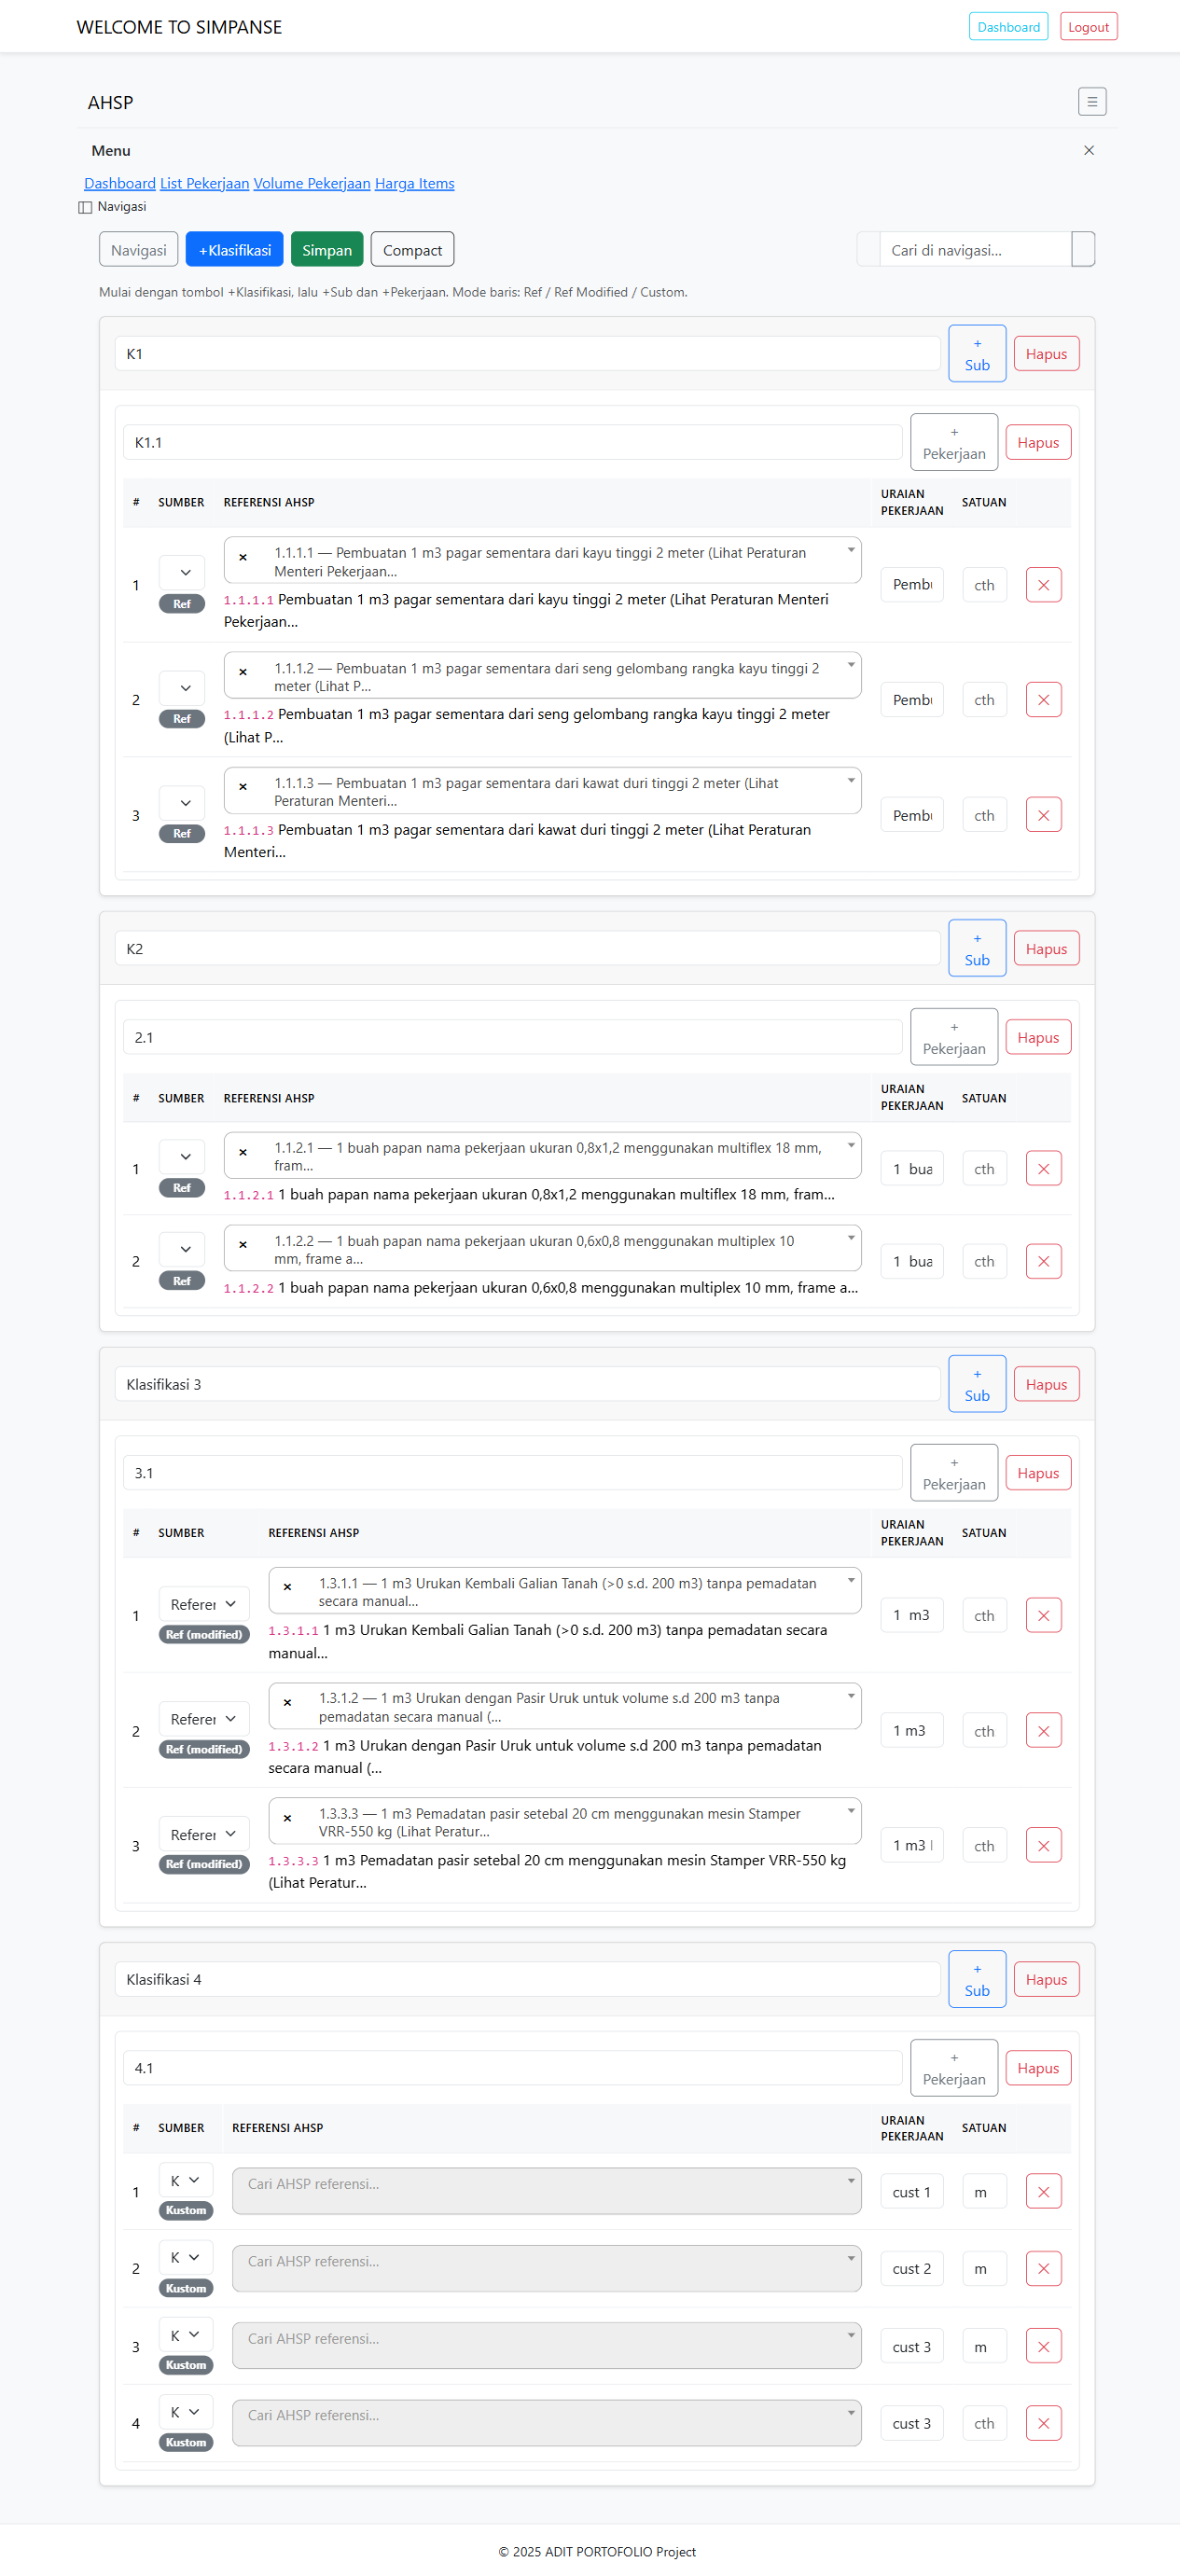 WELCOME TO SIMPANSE
Dashboard
Logout
AHSP
Menu
Dashboard List Pekerjaan Volume Pekerjaan Harga Items
Navigasi
Navigasi
+Klasifikasi
Simpan
Compact
Cari di navigasi...
Mulai dengan tombol +Klasifikasi, lalu +Sub dan +Pekerjaan. Mode baris: Ref / Ref Modified / Custom.
K1
+
Sub
Hapus
K1.1
+
Pekerjaan
Hapus
# SUMBER REFERENSI AHSP URAIAN PEKERJAAN SATUAN
1
Ref
× 1.1.1.1 — Pembuatan 1 m3 pagar sementara dari kayu tinggi 2 meter (Lihat Peraturan
Menteri Pekerjaan...
1.1.1.1 Pembuatan 1 m3 pagar sementara dari kayu tinggi 2 meter (Lihat Peraturan Menteri
Pekerjaan...
Pembu
cth
2
Ref
× 1.1.1.2 — Pembuatan 1 m3 pagar sementara dari seng gelombang rangka kayu tinggi 2
meter (Lihat P...
1.1.1.2 Pembuatan 1 m3 pagar sementara dari seng gelombang rangka kayu tinggi 2 meter
(Lihat P...
Pembu
cth
3
Ref
× 1.1.1.3 — Pembuatan 1 m3 pagar sementara dari kawat duri tinggi 2 meter (Lihat
Peraturan Menteri...
1.1.1.3 Pembuatan 1 m3 pagar sementara dari kawat duri tinggi 2 meter (Lihat Peraturan
Menteri...
Pembu
cth
K2
+
Sub
Hapus
2.1
+
Pekerjaan
Hapus
# SUMBER REFERENSI AHSP URAIAN PEKERJAAN SATUAN
1
Ref
× 1.1.2.1 — 1 buah papan nama pekerjaan ukuran 0,8x1,2 menggunakan multiflex 18 mm,
fram...
1.1.2.1 1 buah papan nama pekerjaan ukuran 0,8x1,2 menggunakan multiflex 18 mm, fram...
1 bua
cth
2
Ref
× 1.1.2.2 — 1 buah papan nama pekerjaan ukuran 0,6x0,8 menggunakan multiplex 10
mm, frame a...
1.1.2.2 1 buah papan nama pekerjaan ukuran 0,6x0,8 menggunakan multiplex 10 mm, frame a...
1 bua
cth
Klasifikasi 3
+
Sub
Hapus
3.1
+
Pekerjaan
Hapus
# SUMBER REFERENSI AHSP URAIAN PEKERJAAN SATUAN
1
Referen
Ref (modified)
× 1.3.1.1 — 1 m3 Urukan Kembali Galian Tanah (>0 s.d. 200 m3) tanpa pemadatan
secara manual...
1.3.1.1 1 m3 Urukan Kembali Galian Tanah (>0 s.d. 200 m3) tanpa pemadatan secara
manual...
1 m3
cth
2
Referen
Ref (modified)
× 1.3.1.2 — 1 m3 Urukan dengan Pasir Uruk untuk volume s.d 200 m3 tanpa
pemadatan secara manual (...
1.3.1.2 1 m3 Urukan dengan Pasir Uruk untuk volume s.d 200 m3 tanpa pemadatan
secara manual (...
1 m3
cth
3
Referen
Ref (modified)
× 1.3.3.3 — 1 m3 Pemadatan pasir setebal 20 cm menggunakan mesin Stamper
VRR-550 kg (Lihat Peratur...
1.3.3.3 1 m3 Pemadatan pasir setebal 20 cm menggunakan mesin Stamper VRR-550 kg
(Lihat Peratur...
1 m3
cth
Klasifikasi 4
+
Sub
Hapus
4.1
+
Pekerjaan
Hapus
# SUMBER REFERENSI AHSP URAIAN PEKERJAAN SATUAN
1
K
Kustom
Cari AHSP referensi...
cust 1
m
2
K
Kustom
Cari AHSP referensi...
cust 2
m
3
K
Kustom
Cari AHSP referensi...
cust 3
m
4
K
Kustom
Cari AHSP referensi...
cust 3
cth
© 2025 ADIT PORTOFOLIO Project